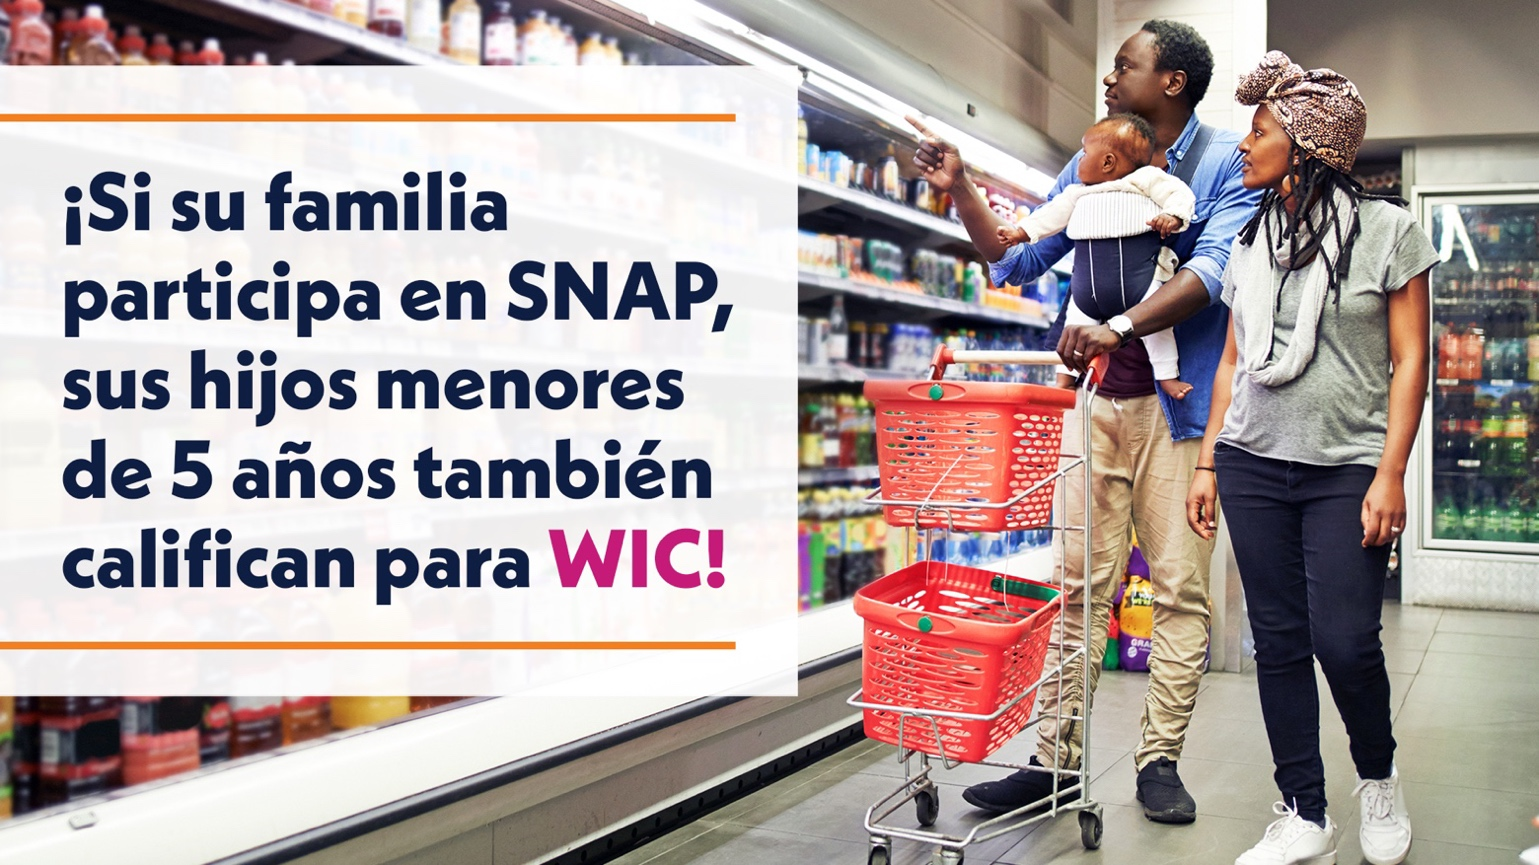 ¡Si su familia
participa en SNAP,
sus hijos menores
de 5 años también
califican para WIC!